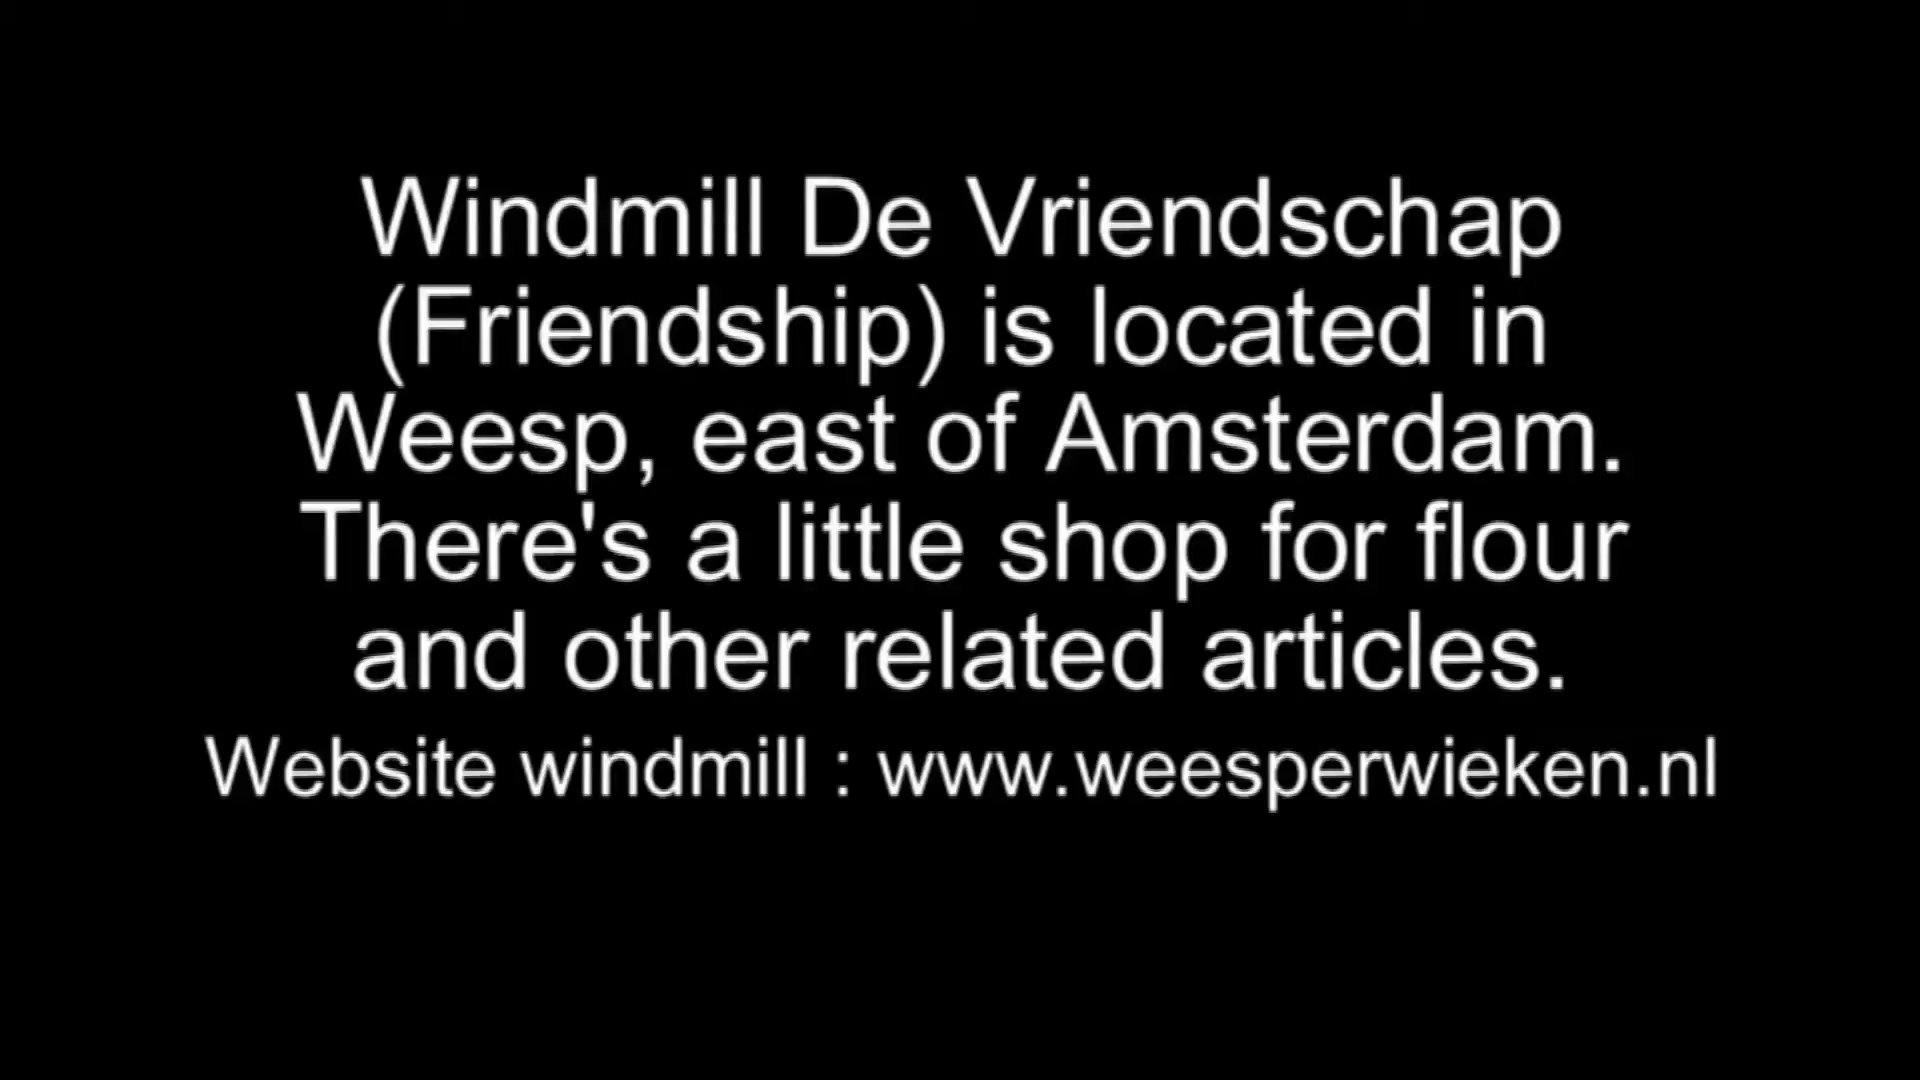 Windmill De Vriendschap
(Friendship) is located in
Weesp, east of Amsterdam.
There's a little shop for flour
and other related articles.
Website windmill : www.weesperwieken.nl